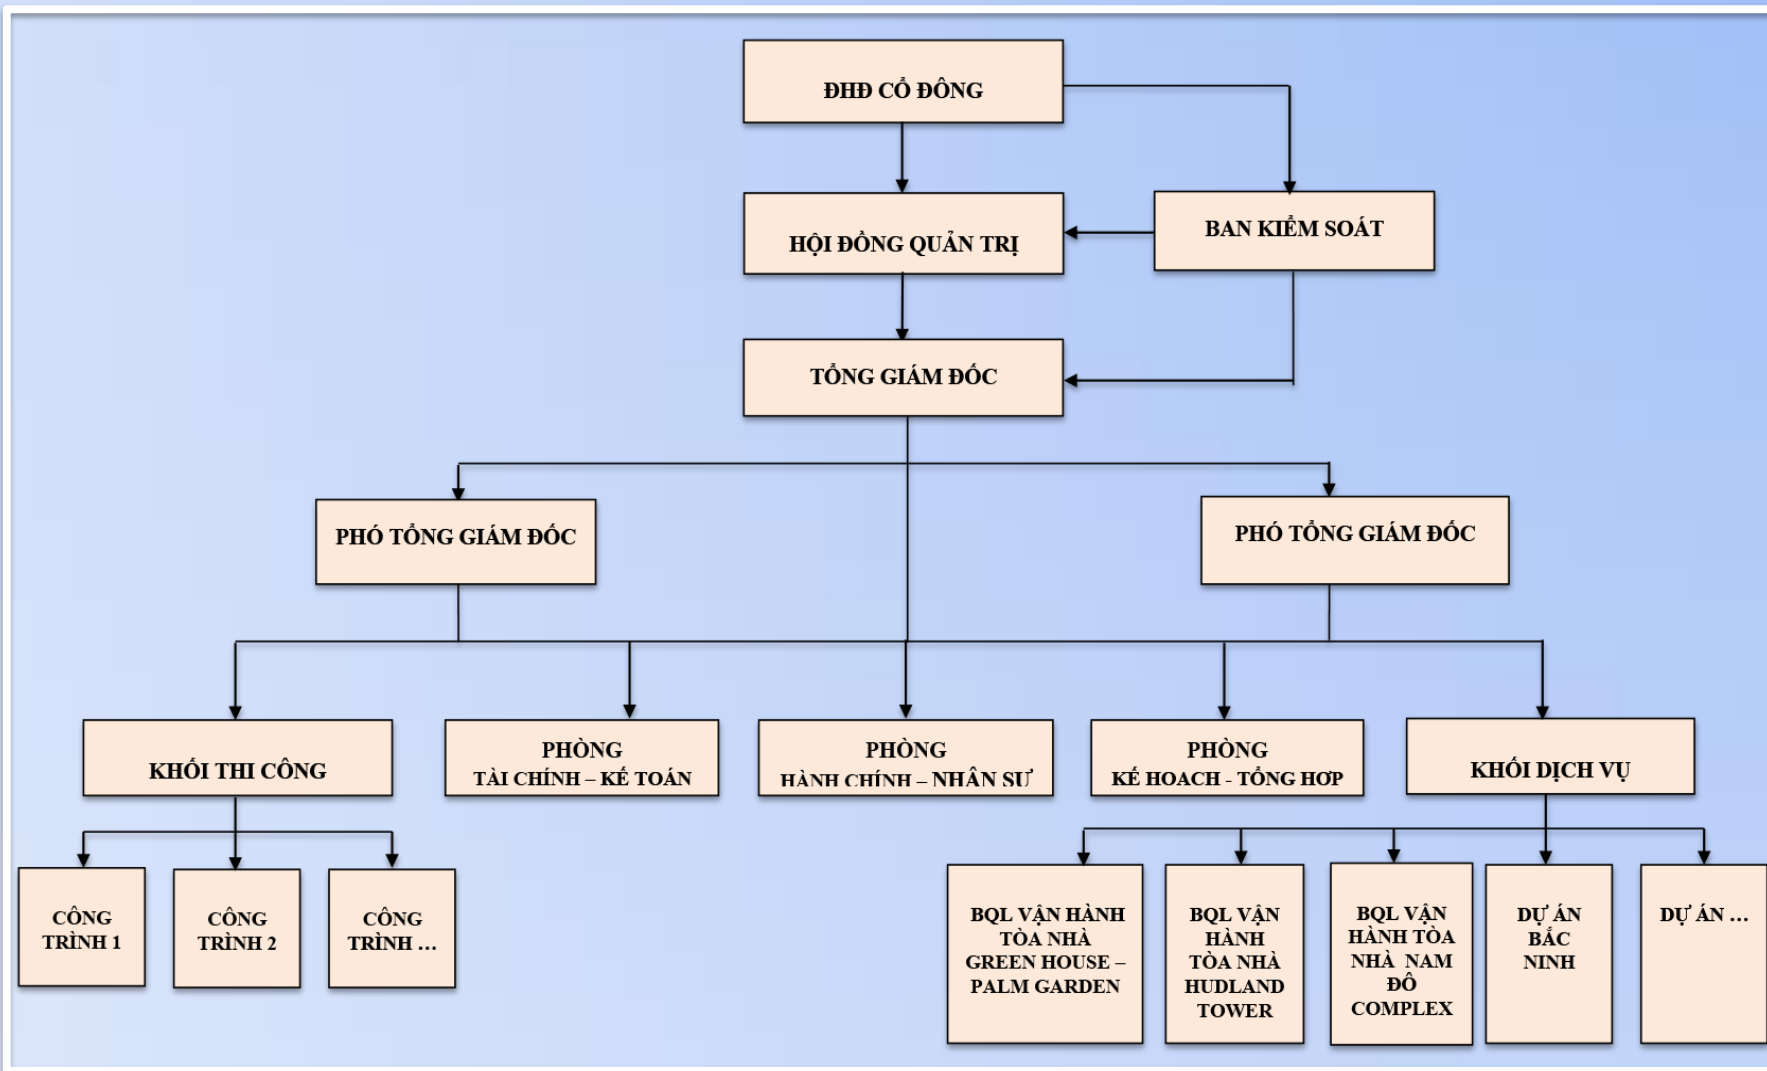 ĐHĐ CỔ ĐÔNG
HỘI ĐỒNG QUẢN TRỊ
BAN KIỂM SOÁT
TỔNG GIÁM ĐỐC
PHÓ TỔNG GIÁM ĐỐC
PHÓ TỔNG GIÁM ĐỐC
KHỐI THI CÔNG
PHÒNG
TÀI CHÍNH – KẾ TOÁN
PHÒNG
HÀNH CHÍNH – NHÂN SỰ
PHÒNG
KẾ HOẠCH - TỔNG HỢP
KHỐI DỊCH VỤ
CÔNG
TRÌNH 1
CÔNG
TRÌNH 2
CÔNG
TRÌNH ...
BQL VẬN HÀNH
TÒA NHÀ
GREEN HOUSE –
PALM GARDEN
BQL VẬN
HÀNH
TÒA NHÀ
HUDLAND
TOWER
BQL VẬN
HÀNH TÒA
NHÀ NAM
ĐÔ
COMPLEX
DỰ ÁN
BẮC
NINH
DỰ ÁN ...